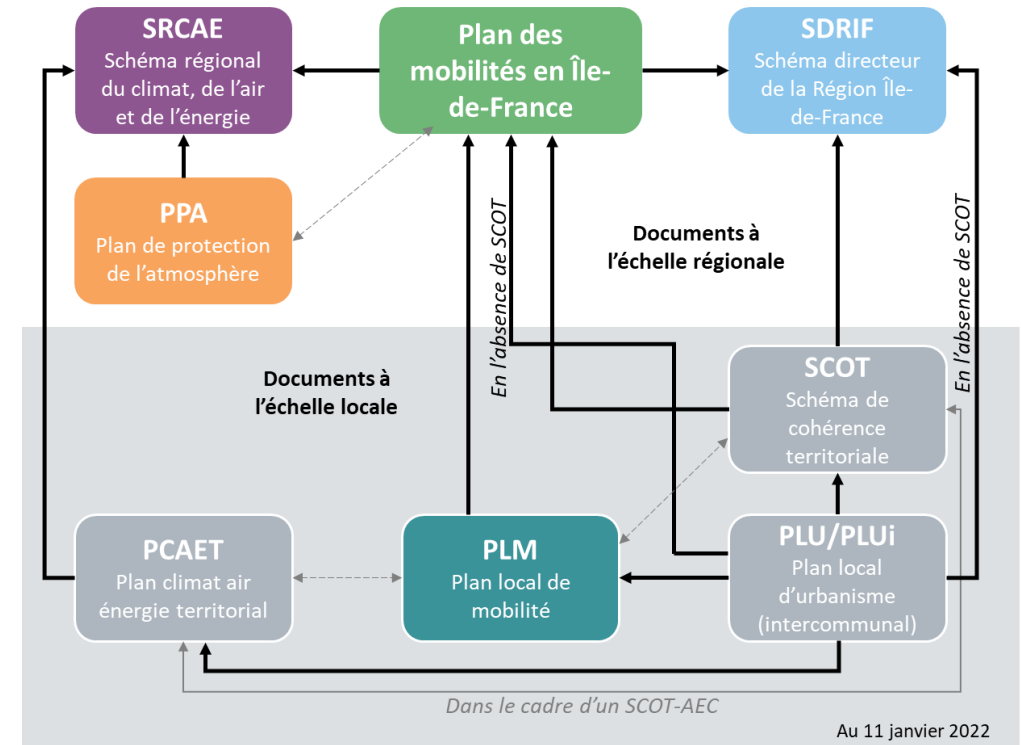 SRCAE
Schéma régional
du climat, de l’air
et de l’énergie
Plan des
mobilités en Île-
de-France
SDRIF
Schéma directeur
de la Région Île-
de-France
PPA
Plan de protection
de l’atmosphère
En l’absence de SCOT
Documents à
l’échelle régionale
En l’absence de SCOT
Documents à
l’échelle locale
SCOT
Schéma de
cohérence
territoriale
PCAET
Plan climat air
énergie territorial
PLM
Plan local de
mobilité
PLU/PLUi
Plan local
d’urbanisme
(intercommunal)
Dans le cadre d’un SCOT-AEC
Au 11 janvier 2022